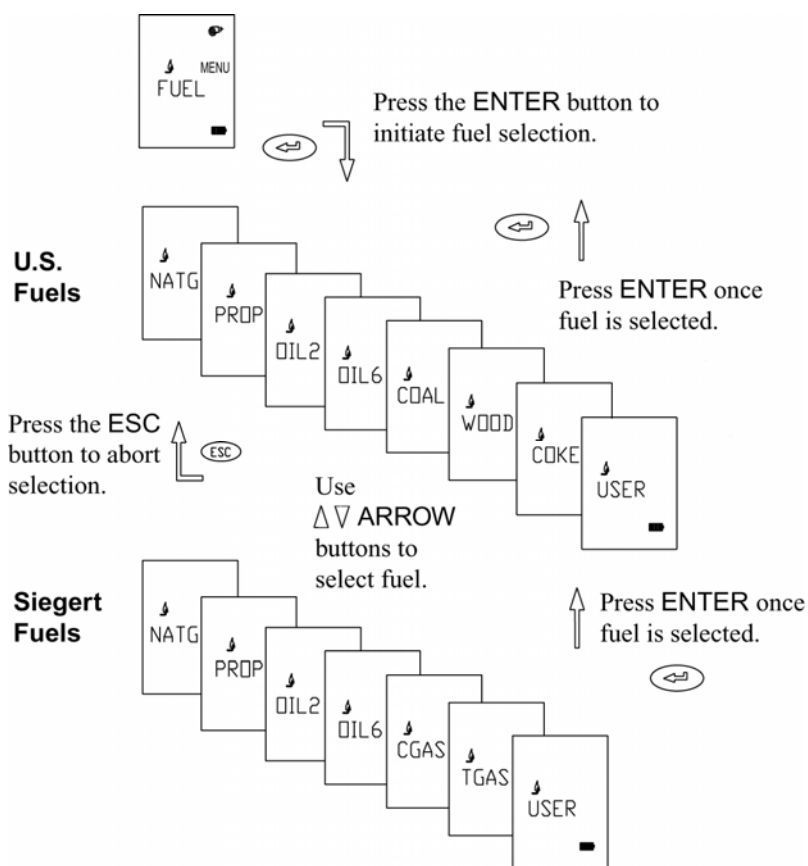 MENU
FUEL
Press the ENTER button to
initiate fuel selection.
U.S.
Fuels
NATG
PROP
OIL2
OIL6
COAL
WOOD
COKE
USER
Press ENTER once
fuel is selected.
Press the ESC
button to abort
selection.
ESC
Use
△ ▽ ARROW
buttons to
select fuel.
Siegert
Fuels
NATG
PROP
OIL2
OIL6
CGAS
TGAS
USER
Press ENTER once
fuel is selected.